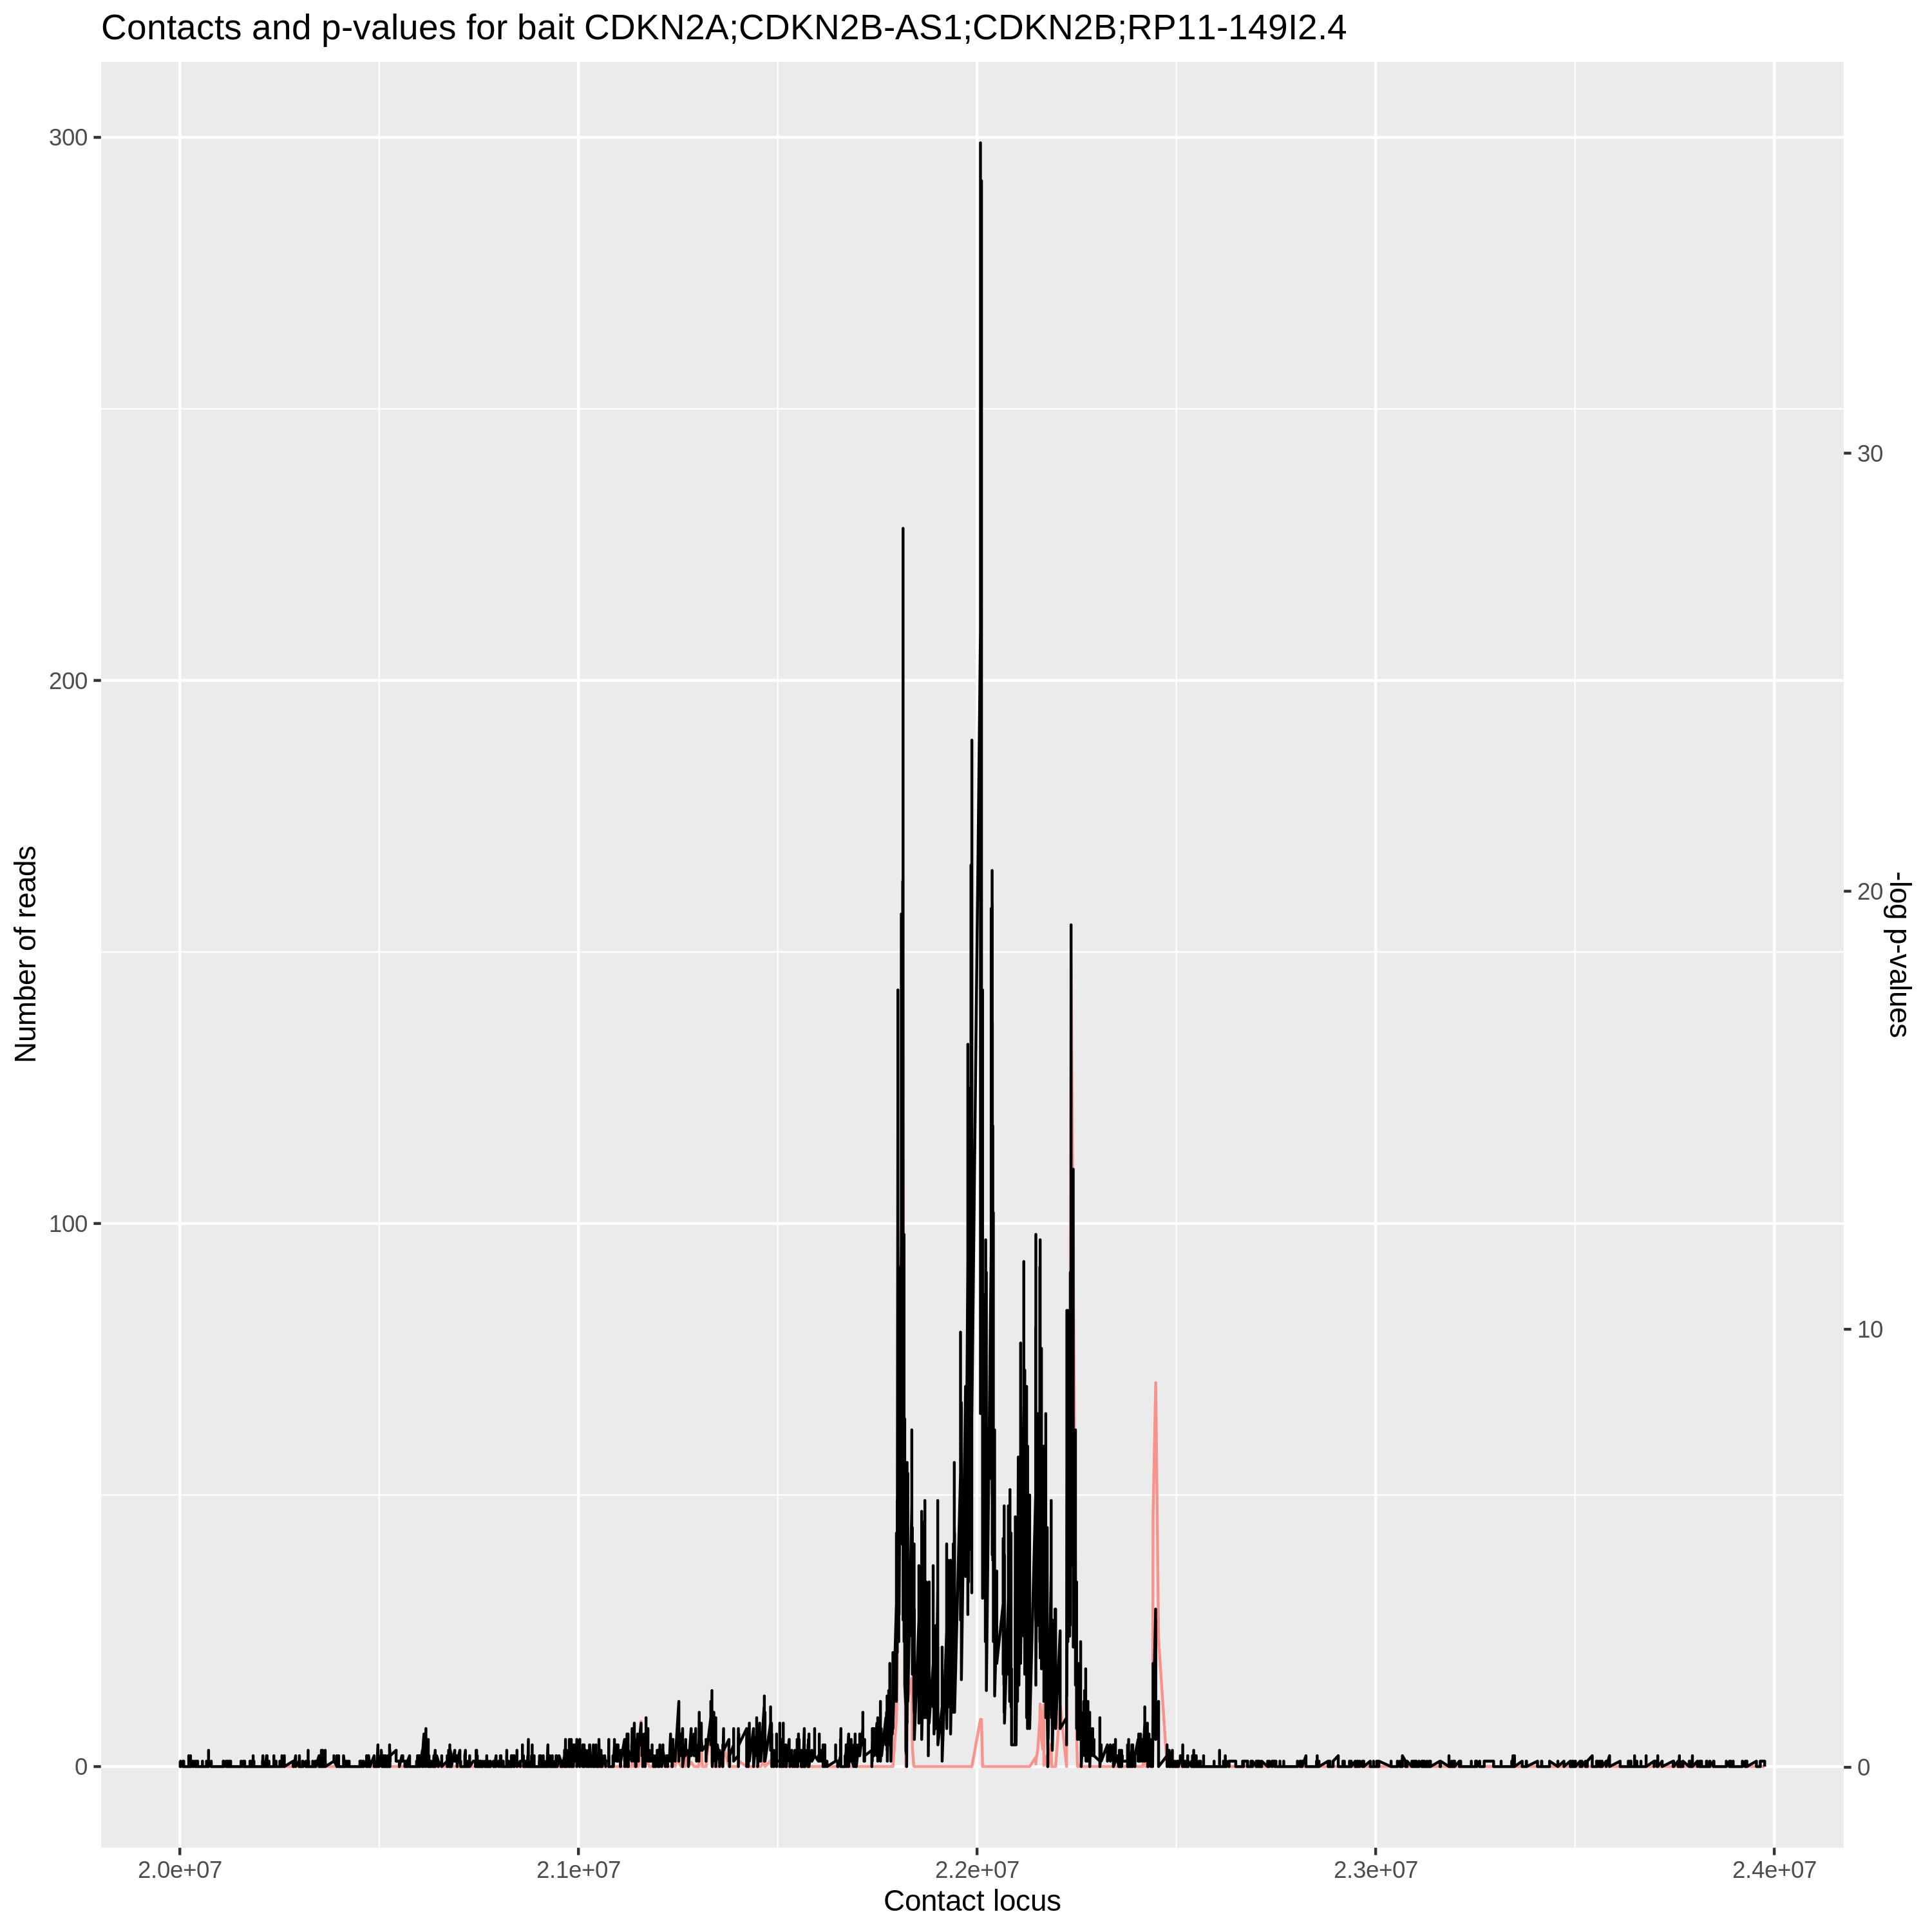 Contacts and p-values for bait CDKN2A;CDKN2B-AS1;CDKN2B;RP11-149I2.4
300
200
100
0
Number of reads
30
20
10
0
-log p-values
2.0e+07 2.1e+07 2.2e+07 2.3e+07 2.4e+07
Contact locus